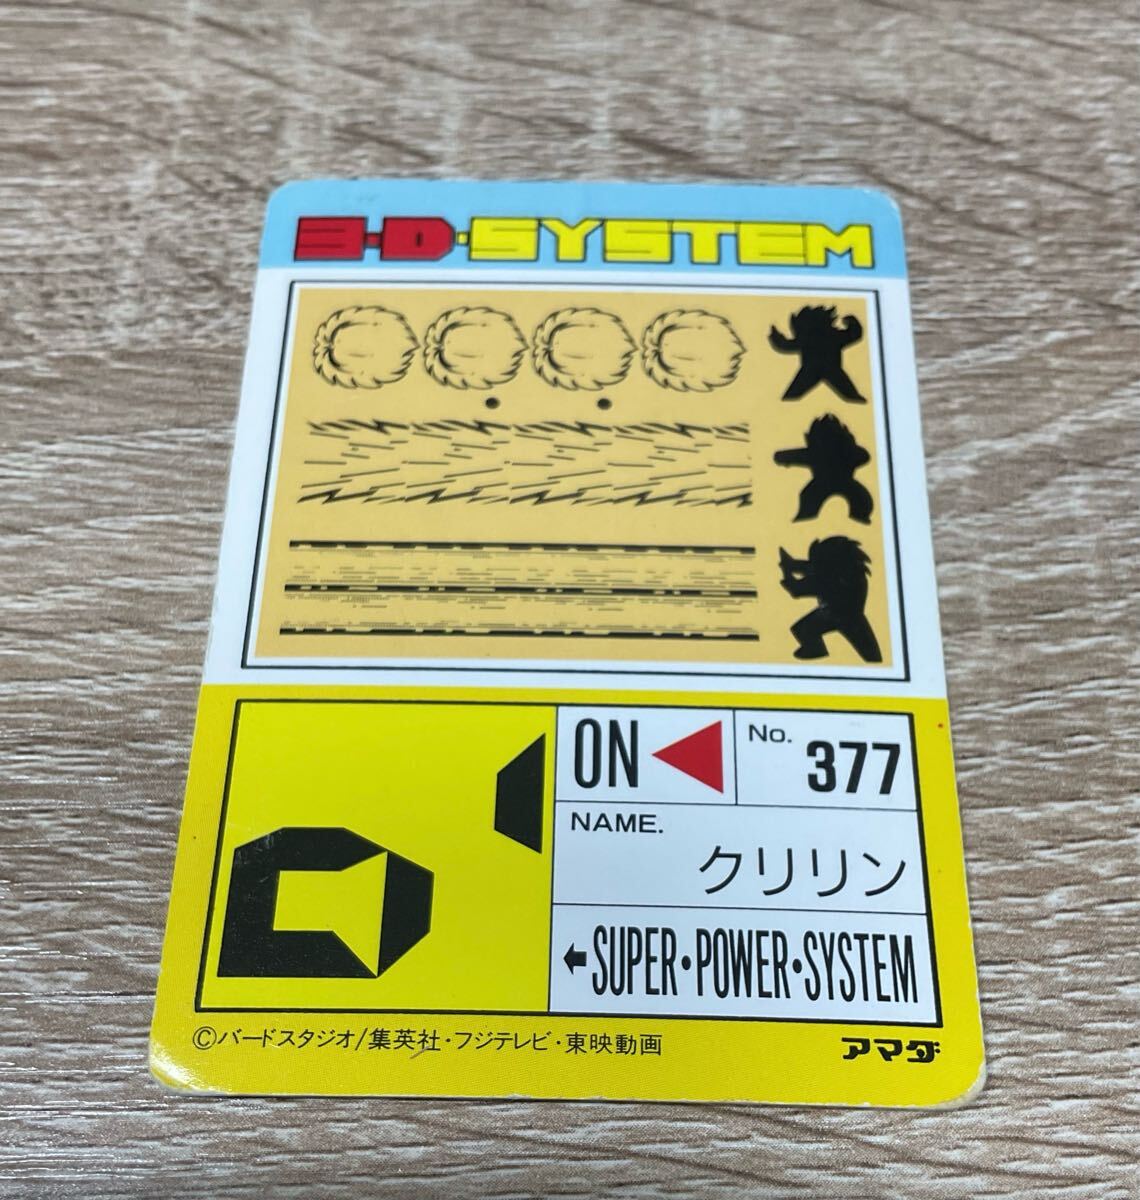 3・D・SYSTEM
ON
No. 377
NAME.
クリリン
SUPER・POWER・SYSTEM
©バードスタジオ/集英社・フジテレビ・東映動画
アマダ